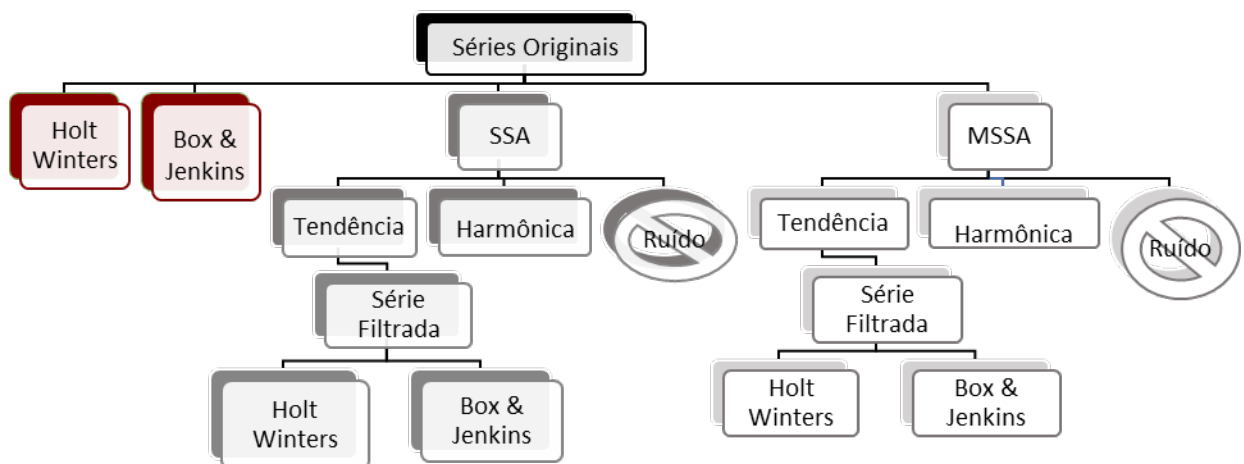 Séries Originais
Holt
Winters
Box &
Jenkins
SSA
MSSA
Tendência
Harmônica
Ruído
Tendência
Harmônica
Ruído
Série
Filtrada
Série
Filtrada
Holt
Winters
Box &
Jenkins
Holt
Winters
Box &
Jenkins